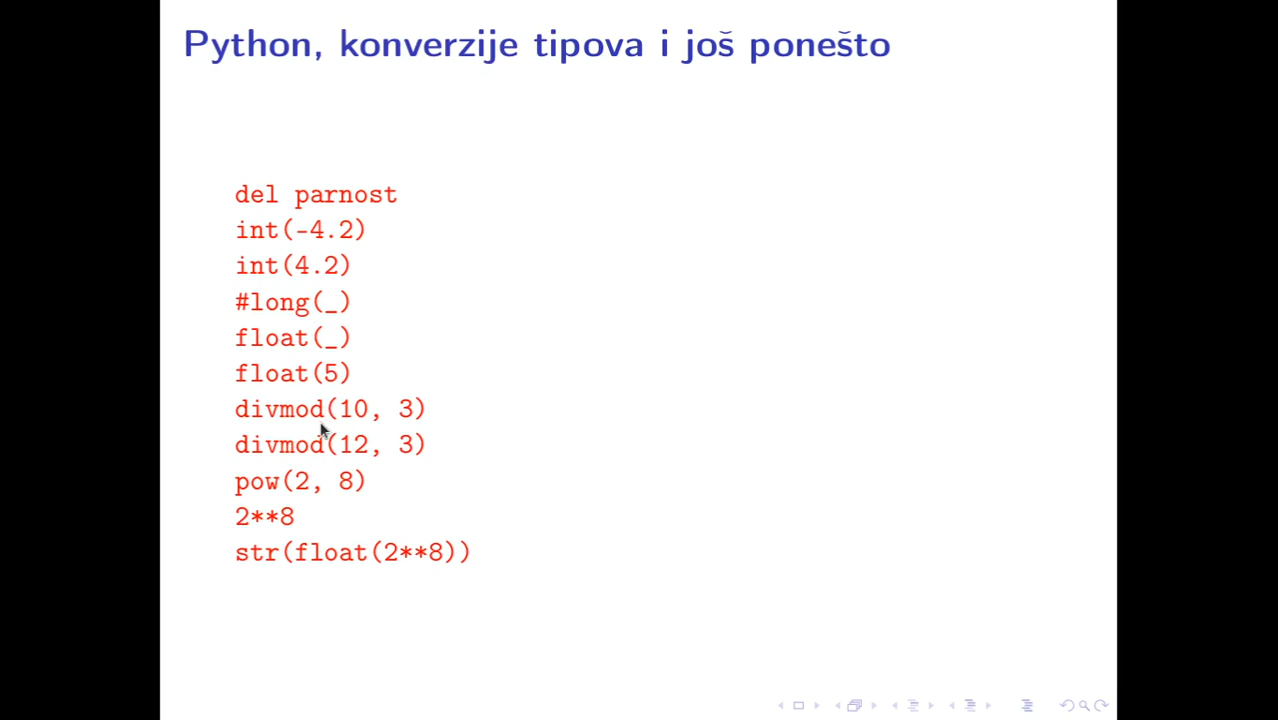 Python, konverzije tipova i još ponešto
del parnost
int(-4.2)
int(4.2)
#long(_)
float(_)
float(5)
divmod(10, 3)
divmod(12, 3)
pow(2, 8)
2**8
str(float(2**8))